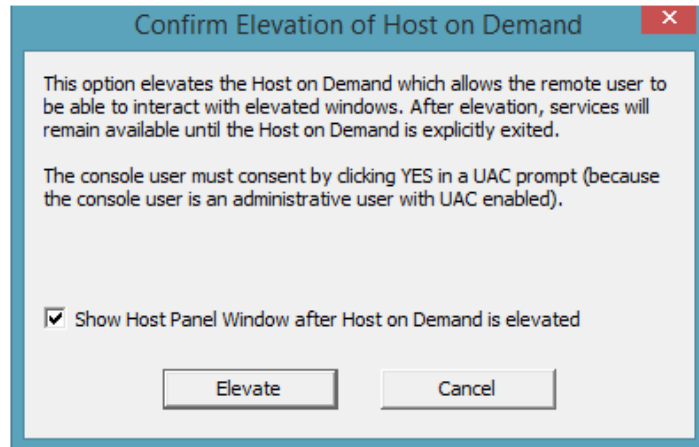 Confirm Elevation of Host on Demand
This option elevates the Host on Demand which allows the remote user to
be able to interact with elevated windows. After elevation, services will
remain available until the Host on Demand is explicitly exited.
The console user must consent by clicking YES in a UAC prompt (because
the console user is an administrative user with UAC enabled).
Show Host Panel Window after Host on Demand is elevated
Elevate
Cancel